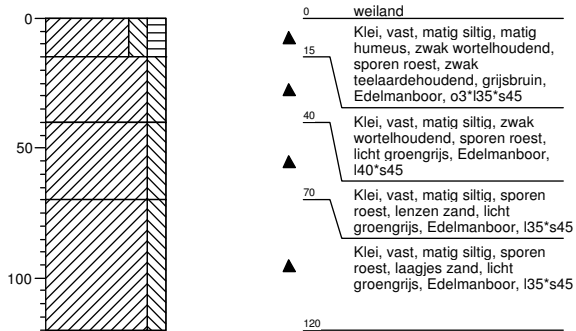 0
50
100
0 weiland
Klei, vast, matig siltig, matig
humeus, zwak wortelhoudend,
sporen roest, zwak
teelaardehoudend, grijsbruin,
Edelmanboor, o3*l35*s45
15
Klei, vast, matig siltig, zwak
wortelhoudend, sporen roest,
licht groengrijs, Edelmanboor,
l40*s45
40
Klei, vast, matig siltig, sporen
roest, lenzen zand, licht
groengrijs, Edelmanboor, l35*s45
70
Klei, vast, matig siltig, sporen
roest, laagjes zand, licht
groengrijs, Edelmanboor, l35*s45
120